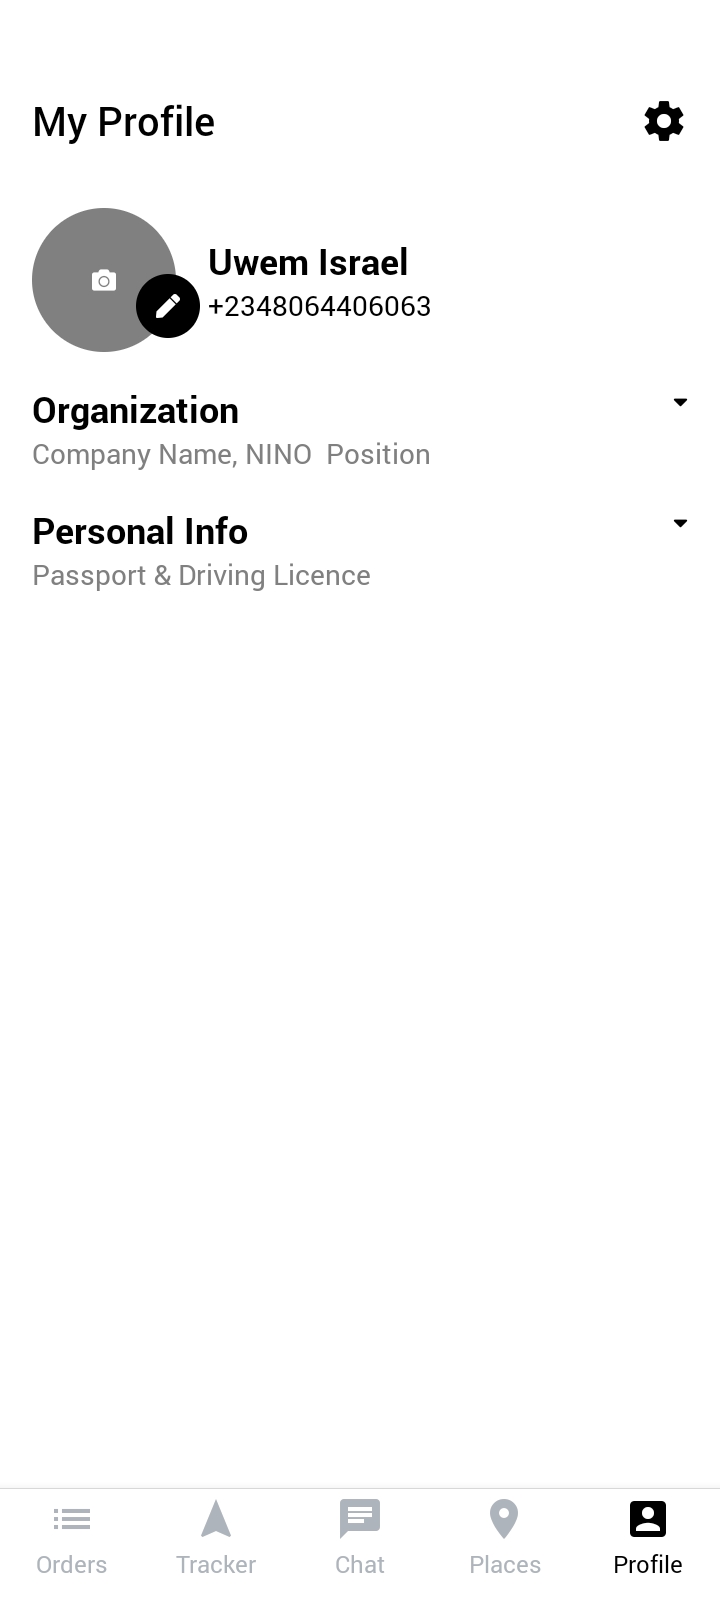 My Profile
Uwem Israel
+2348064406063
Organization
Company Name, NINO  Position
Personal Info
Passport & Driving Licence
Orders
Tracker
Chat
Places
Profile